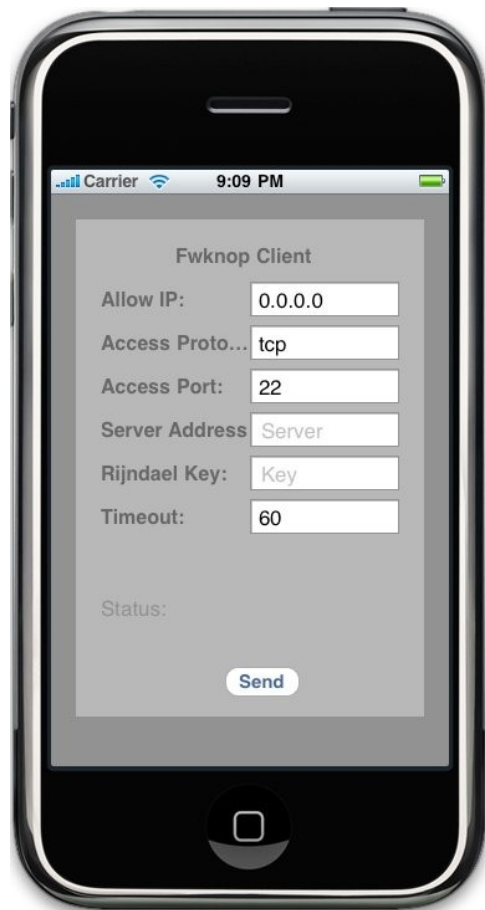 Carrier 9:09 PM
Fwknop Client
Allow IP: 0.0.0.0
Access Proto... tcp
Access Port: 22
Server Address Server
Rijndael Key: Key
Timeout: 60
Status:
Send